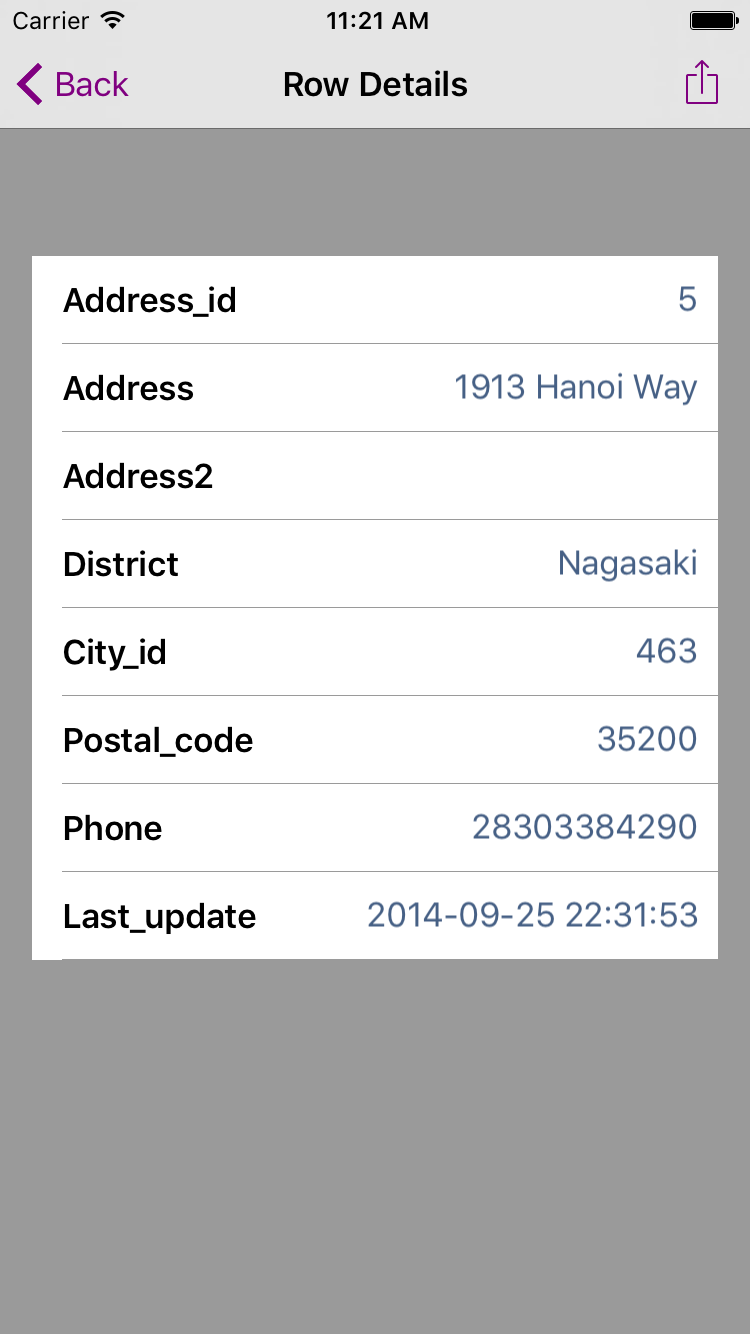 Carrier 11:21 AM
Back Row Details
Address_id 5
Address 1913 Hanoi Way
Address2
District Nagasaki
City_id 463
Postal_code 35200
Phone 28303384290
Last_update 2014-09-25 22:31:53